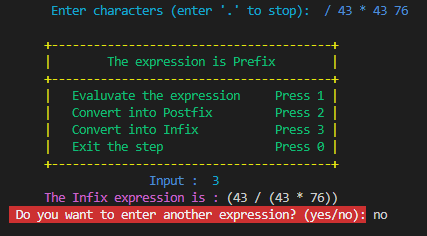 Enter characters (enter '.' to stop):  / 43 * 43 76
+----------------------------------+
|       The expression is Prefix       |
+----------------------------------+
|   Evaluvate the expression     Press 1 |
|   Convert into Postfix         Press 2 |
|   Convert into Infix           Press 3 |
|   Exit the step                Press 0 |
+----------------------------------+
Input :  3
The Infix expression is : (43 / (43 * 76))
Do you want to enter another expression? (yes/no): no